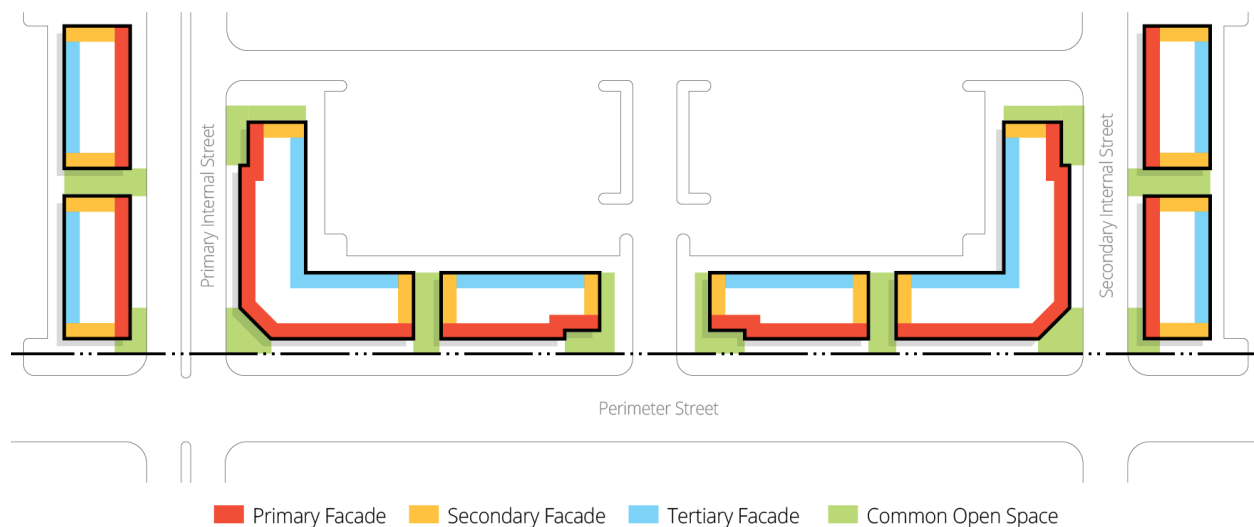 Primary Internal Street
Secondary Internal Street
Perimeter Street
Primary Facade
Secondary Facade
Tertiary Facade
Common Open Space